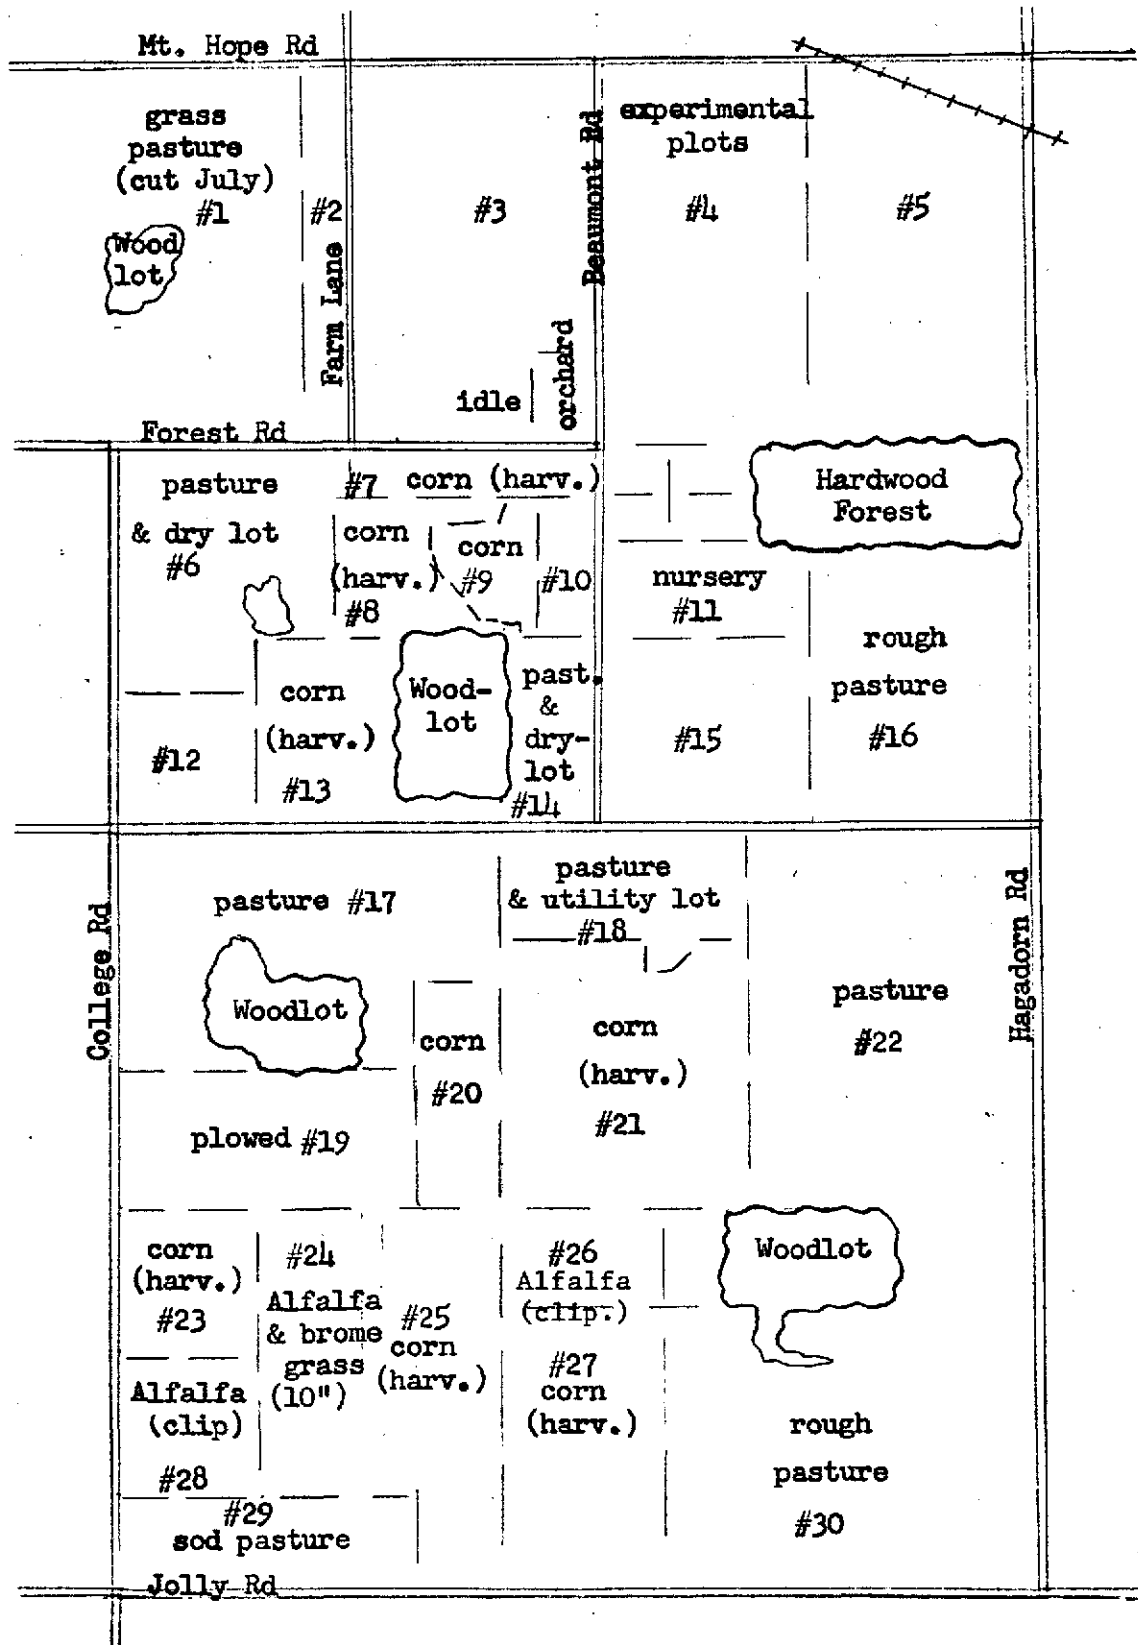 Mt. Hope Rd
grass
pasture
(cut July)
#1
Wood
lot
#2
Farm Lane
#3
idle
orchard
Beaumont Rd
experimental
plots
#4
#5
Forest Rd
pasture
& dry lot
#6
#7 corn (harv.)
corn
(harv.)
#8
corn
#9
#10
Hardwood
Forest
nursery
#11
rough
pasture
#16
#12
corn
(harv.)
#13
Wood-
lot
past.
&
dry-
lot
#14
#15
College Rd
Hagadorn Rd
pasture #17
Woodlot
pasture
& utility lot
#18
pasture
#22
corn
#20
corn
(harv.)
#21
plowed #19
corn
(harv.)
#23
#24
Alfalfa
& brome
grass
(10")
#25
corn
(harv.)
#26
Alfalfa
(clip.)
#27
corn
(harv.)
Woodlot
Alfalfa
(clip)
#28
rough
pasture
#30
#29
sod pasture
Jolly Rd